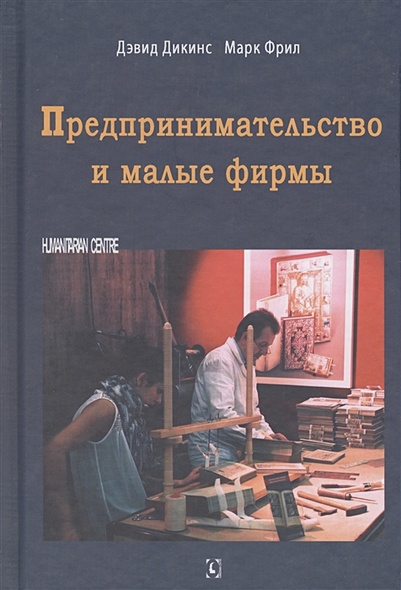 Дэвид Дикинс Марк Фрил
Предпринимательство
и малые фирмы
HUMANITARIAN CENTRE